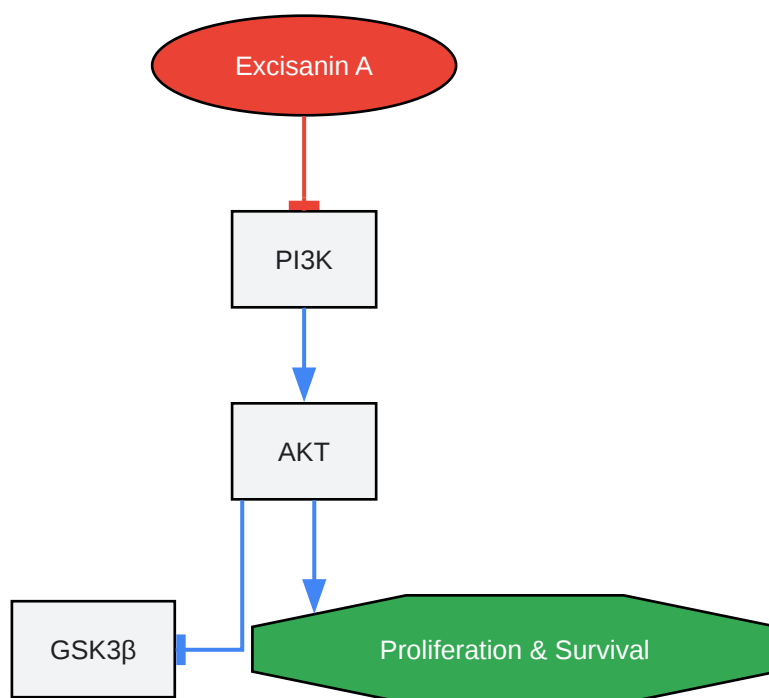 Excisanin A
PI3K
AKT
GSK3β
Proliferation & Survival